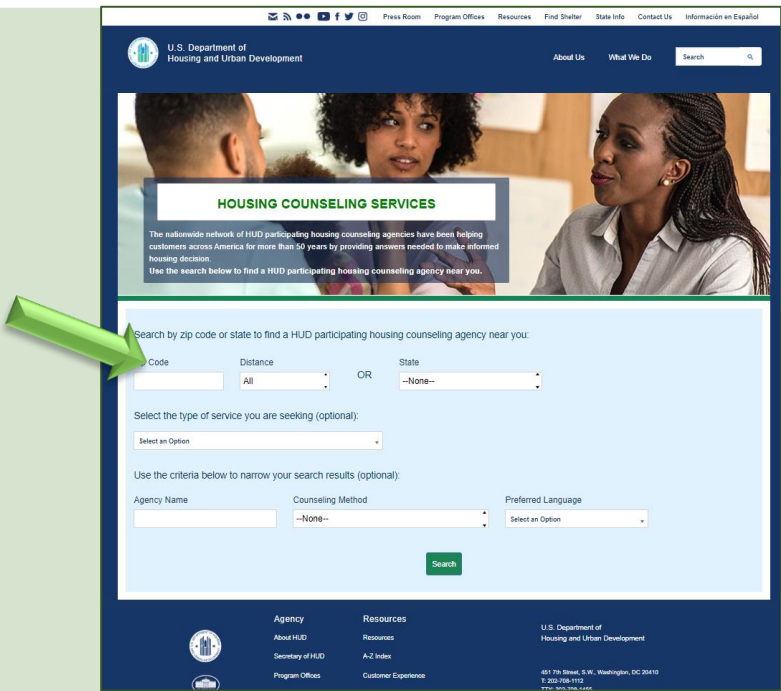 Press Room Program Offices Resources Find Shelter State Info Contact Us Información en Español
U.S. Department of
Housing and Urban Development
About Us What We Do Search
HOUSING COUNSELING SERVICES
The nationwide network of HUD participating housing counseling agencies have been helping
customers across America for more than 50 years by providing answers needed to make informed
housing decision.
Use the search below to find a HUD participating housing counseling agency near you.
Search by zip code or state to find a HUD participating housing counseling agency near you:
Code Distance State
All OR --None--
Select the type of service you are seeking (optional):
Select an Option
Use the criteria below to narrow your search results (optional):
Agency Name Counseling Method Preferred Language
--None-- Select an Option
Search
Agency Resources
U.S. Department of
About HUD Resources Housing and Urban Development
Secretary of HUD A-Z Index
Program Offices Customer Experience
451 7th Street, S.W., Washington, DC 20410
T: 202-708-1112
TTY: 202-708-1455